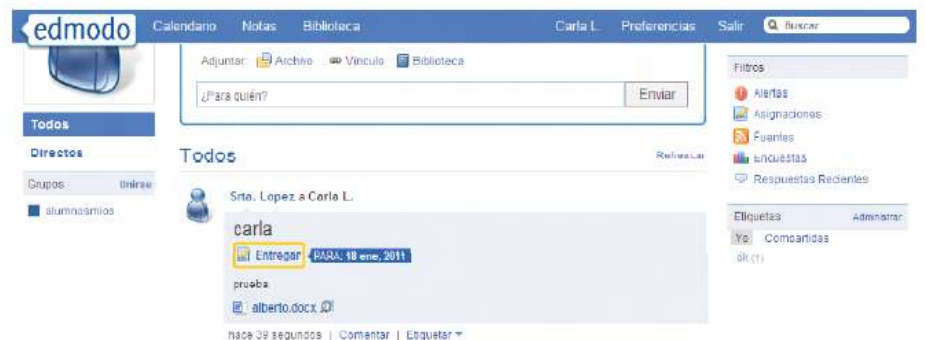 edmodo Calendario Notas Biblioteca Carla L. Preferencias Salir Buscar
Adjuntar: Archivo Vinculo Biblioteca
¿Para quién? Enviar
Todos
Directos
Grupos Unirse
alumnosmios
Todos Refrescar
Srta. Lopez a Carla L.
carla
Entregar PARA: 18 ene, 2011
prueba
alberto.docx
hace 39 segundos | Comentar | Etiquetar
Filtros
Alertas
Asignaciones
Fuentes
Encuestas
Respuestas Recientes
Etiquetas Administrar
Yo Compartidas
ok (1)